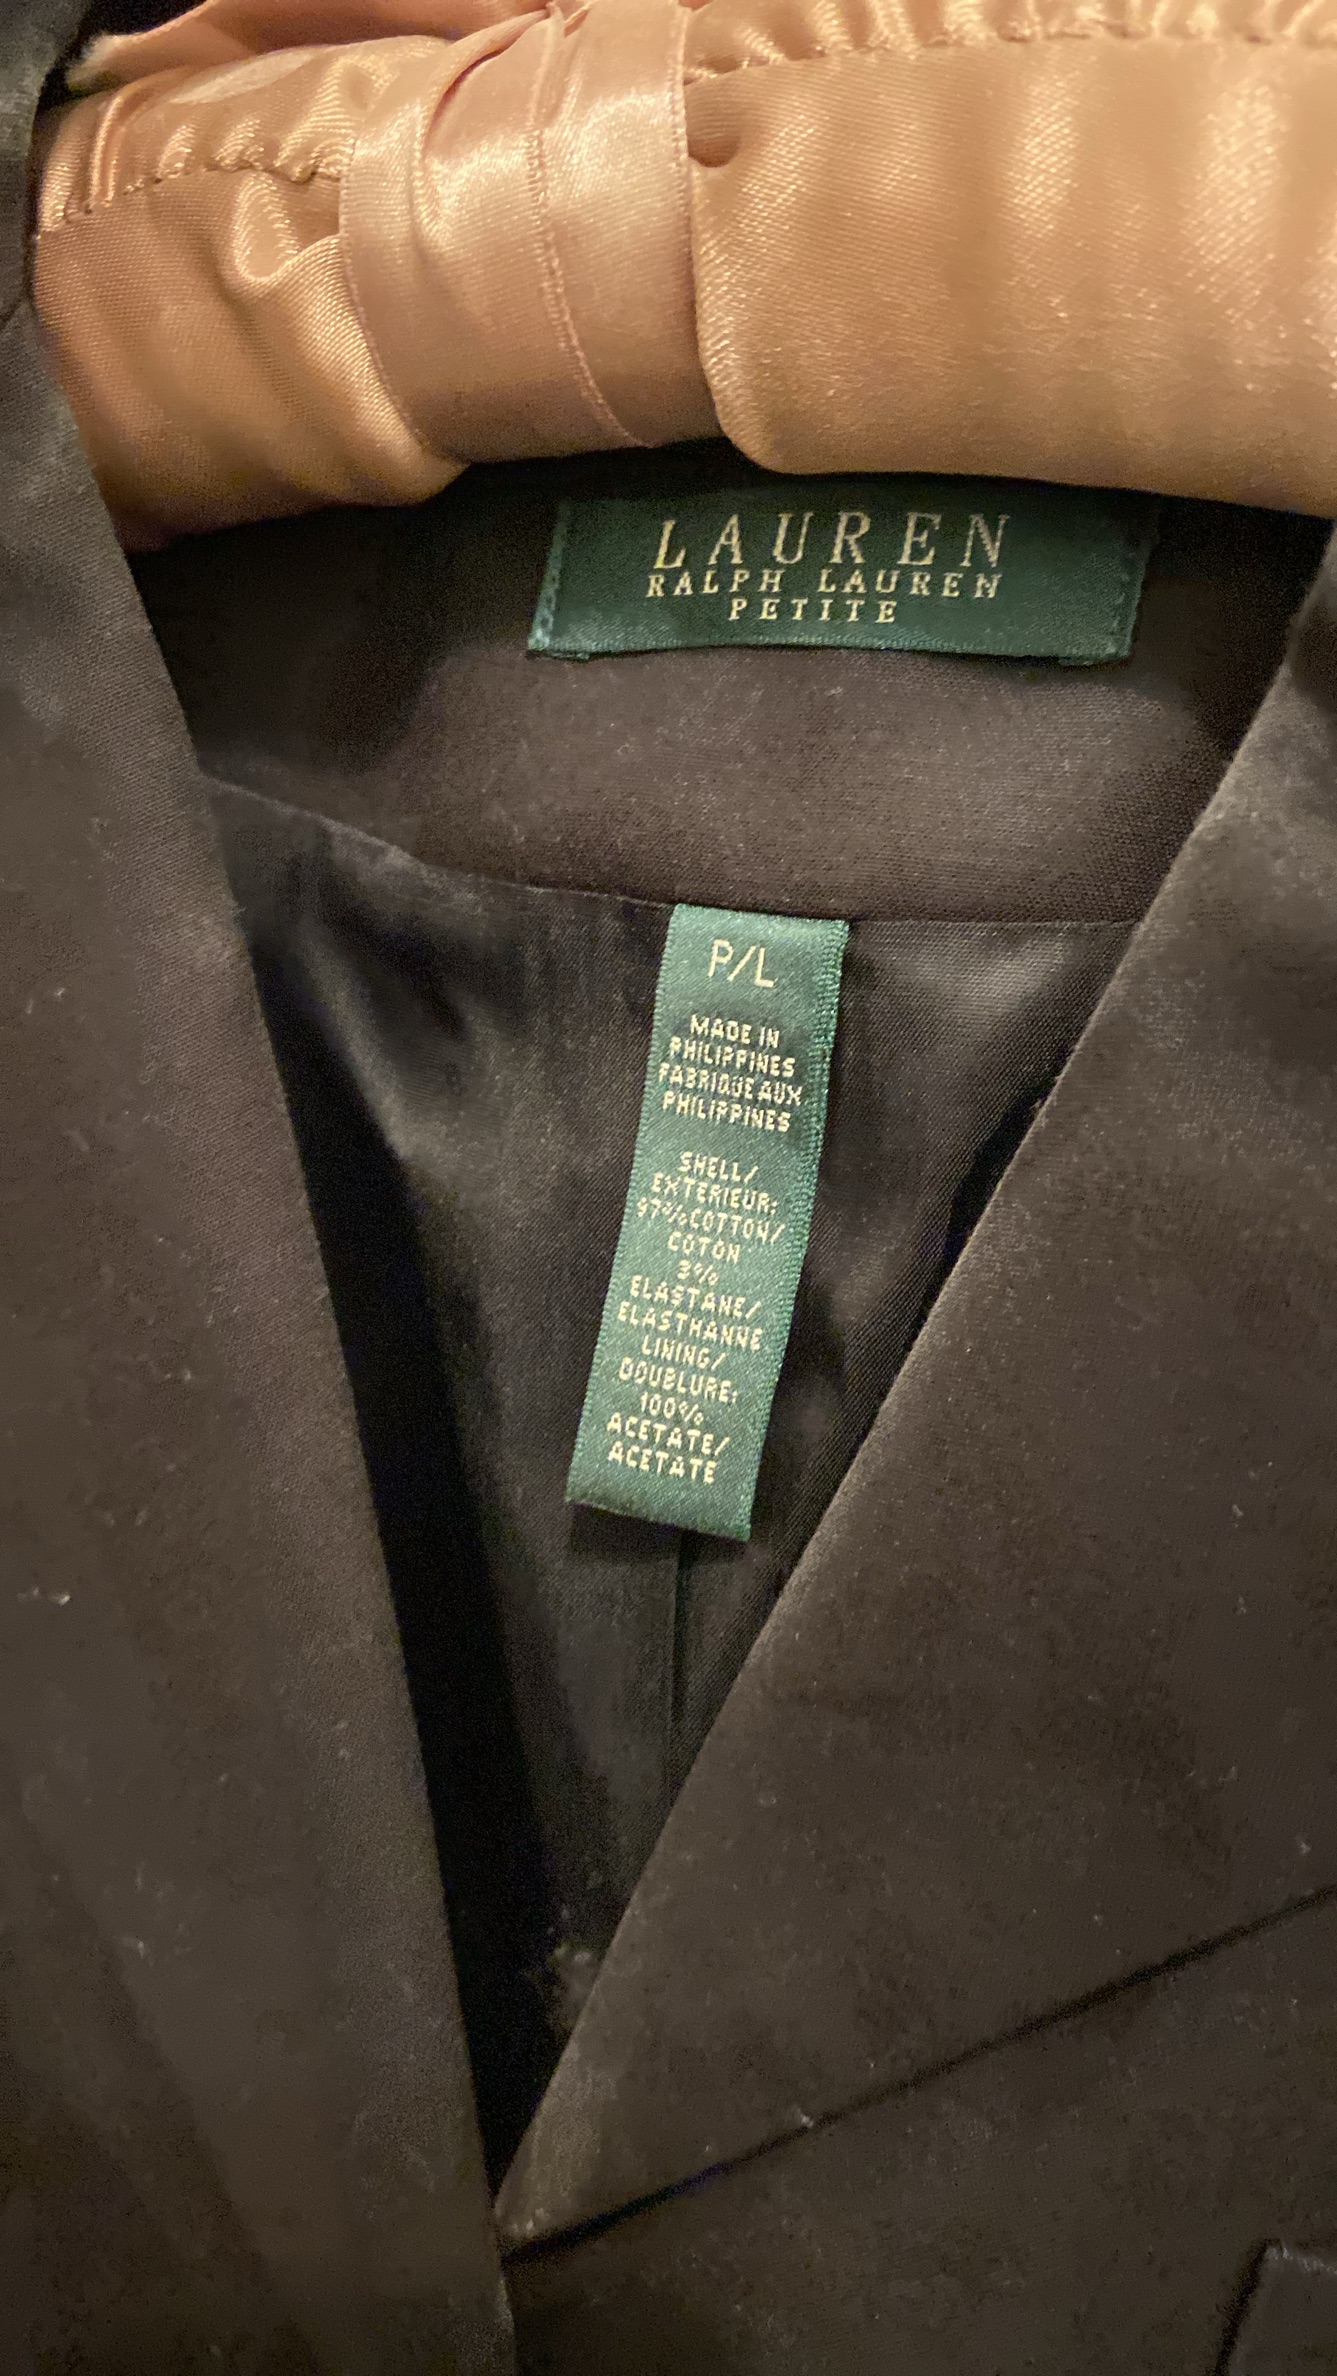 LAUREN
RALPH LAUREN
PETITE
P/L
MADE IN
PHILIPPINES
FABRIQUE AUX
PHILIPPINES
SHELL/
EXTERIEUR:
97% COTTON/
COTON
3%
ELASTANE/
ELASTHANNE
LINING/
DOUBLURE:
100%
ACETATE/
ACETATE